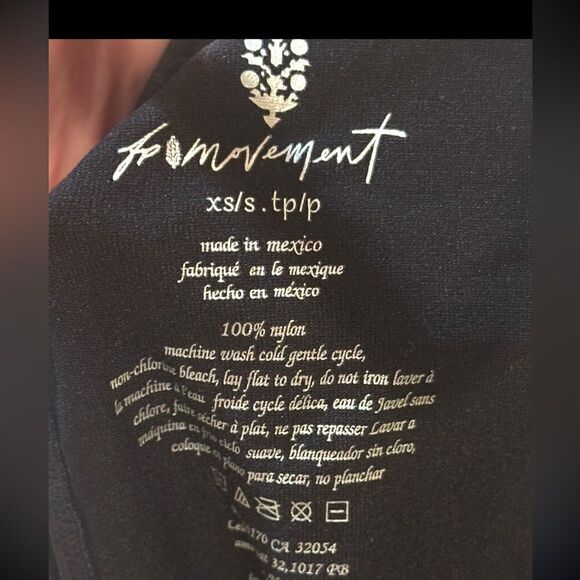 fp movement
xs/s . tp/p
made in mexico
fabriqué en le mexique
hecho en méxico
100% nylon
machine wash cold gentle cycle,
non-chlorine bleach, lay flat to dry, do not iron laver à
la machine à l'eau froide cycle délica, eau de Javel sans
chlore, faire sécher à plat, ne pas repasser Lavar a
máquina en frío ciclo suave, blanqueador sin cloro,
coloque en plano para secar, no planchar
CA 32054
32,1017 PB